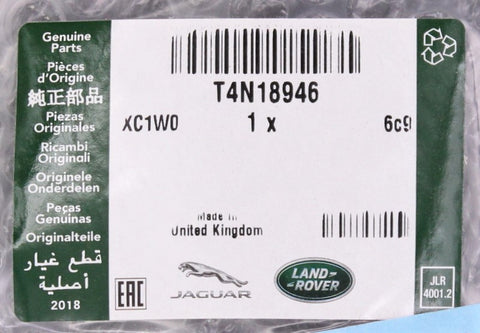 Genuine
Parts
Pièces
d'Origine
純正部品
Piezas
Originales
Ricambi
Originali
Originele
Onderdelen
Peças
Genuínas
Originalteile
قطع غيار
أصلية
2018
T4N18946
XC1W0 1 x 6c9
Made in
United Kingdom
EAC
JAGUAR
LAND-
ROVER
JLR
4001.2